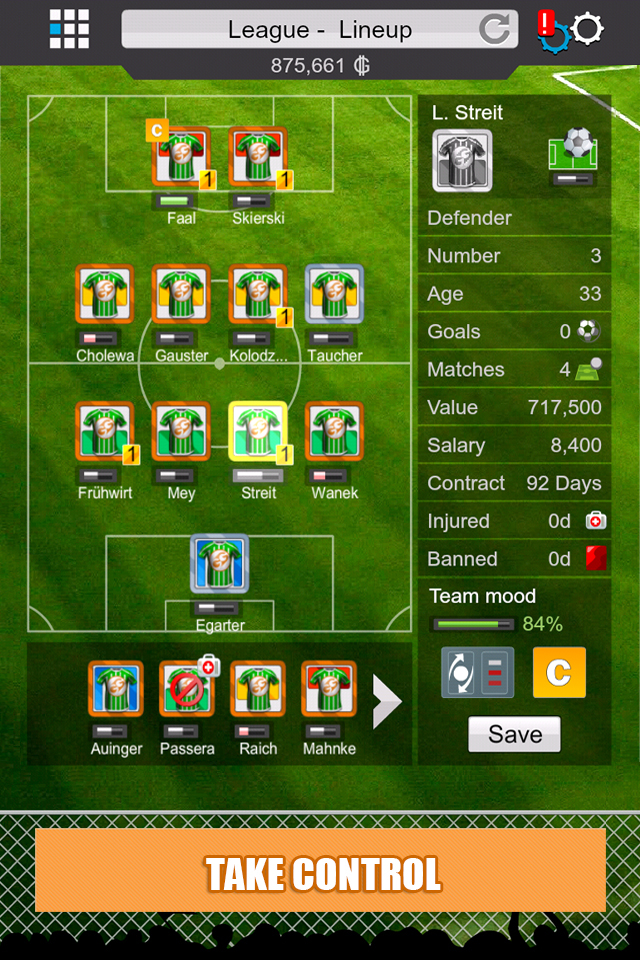 League -  Lineup
875,661
L. Streit
C
1
1
Faal
Skierski
Defender
Number 3
Age 33
1
Cholewa
Gauster
Kolodz...
Taucher
Goals 0
Matches 4
Value 717,500
Salary 8,400
1
1
Frühwirt
Mey
Streit
Wanek
Contract 92 Days
Injured 0d
Banned 0d
Team mood
84%
Egarter
C
Save
Auinger
Passera
Raich
Mahnke
TAKE CONTROL